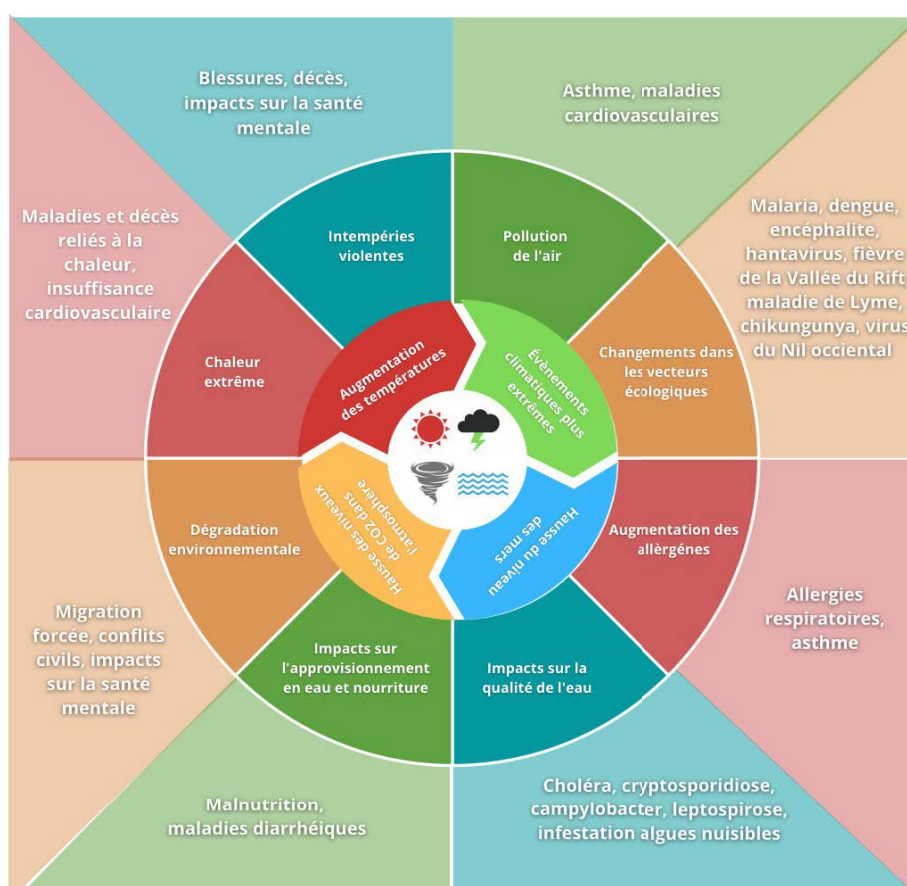 Blessures, décès,
impacts sur la santé
mentale
Asthme, maladies
cardiovasculaires
Maladies et décès
reliés à la
chaleur,
insuffisance
cardiovasculaire
Malaria, dengue,
encéphalite,
hantavirus, fièvre
de la Vallée du Rift,
maladie de Lyme,
chikungunya, virus
du Nil occiental
Intempéries
violentes
Pollution
de l'air
Chaleur
extrême
Changements dans
les vecteurs
écologiques
Augmentation
des températures
Évènements
climatiques plus
extrêmes
Hausse des niveaux
de CO2 dans
l'atmosphère
Hausse du niveau
des mers
Dégradation
environnementale
Augmentation des
allèrgénes
Impacts sur
l'approvisionnement
en eau et nourriture
Impacts sur la
qualité de l'eau
Migration
forcée, conflits
civils, impacts
sur la santé
mentale
Allergies
respiratoires,
asthme
Malnutrition,
maladies diarrhéiques
Choléra, cryptosporidiose,
campylobacter, leptospirose,
infestation algues nuisibles